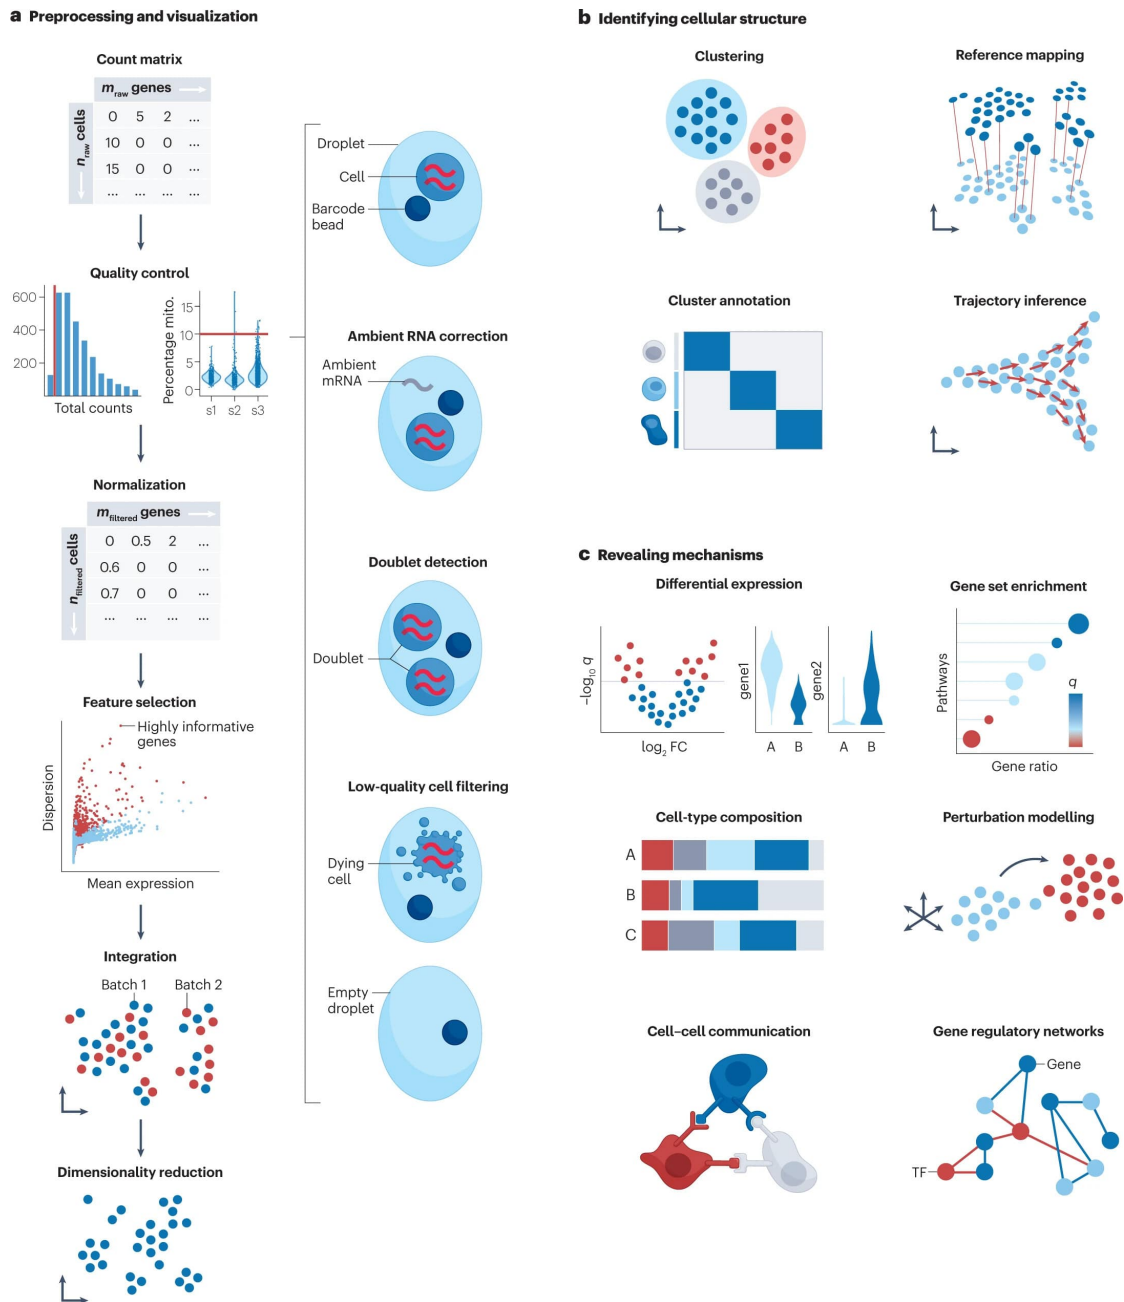 a Preprocessing and visualization
Count matrix
m raw genes
n raw cells
0 5 2 ...
10 0 0 ...
15 0 0 ...
... ... ... ...
Quality control
600
400
200
Total counts
Percentage mito.
15
10
5
0
s1 s2 s3
Normalization
m filtered genes
n filtered cells
0 0.5 2 ...
0.6 0 0 ...
0.7 0 0 ...
... ... ... ...
Feature selection
Highly informative
genes
Dispersion
Mean expression
Integration
Batch 1 Batch 2
Dimensionality reduction
Droplet
Cell
Barcode
bead
Ambient RNA correction
Ambient
mRNA
Doublet detection
Doublet
Low-quality cell filtering
Dying
cell
Empty
droplet
b Identifying cellular structure
Clustering
Reference mapping
Cluster annotation
Trajectory inference
c Revealing mechanisms
Differential expression
−log10 q
log2 FC
gene1
A B
gene2
A B
Gene set enrichment
Pathways
q
Gene ratio
Cell-type composition
A
B
C
Perturbation modelling
Cell–cell communication
Gene regulatory networks
Gene
TF